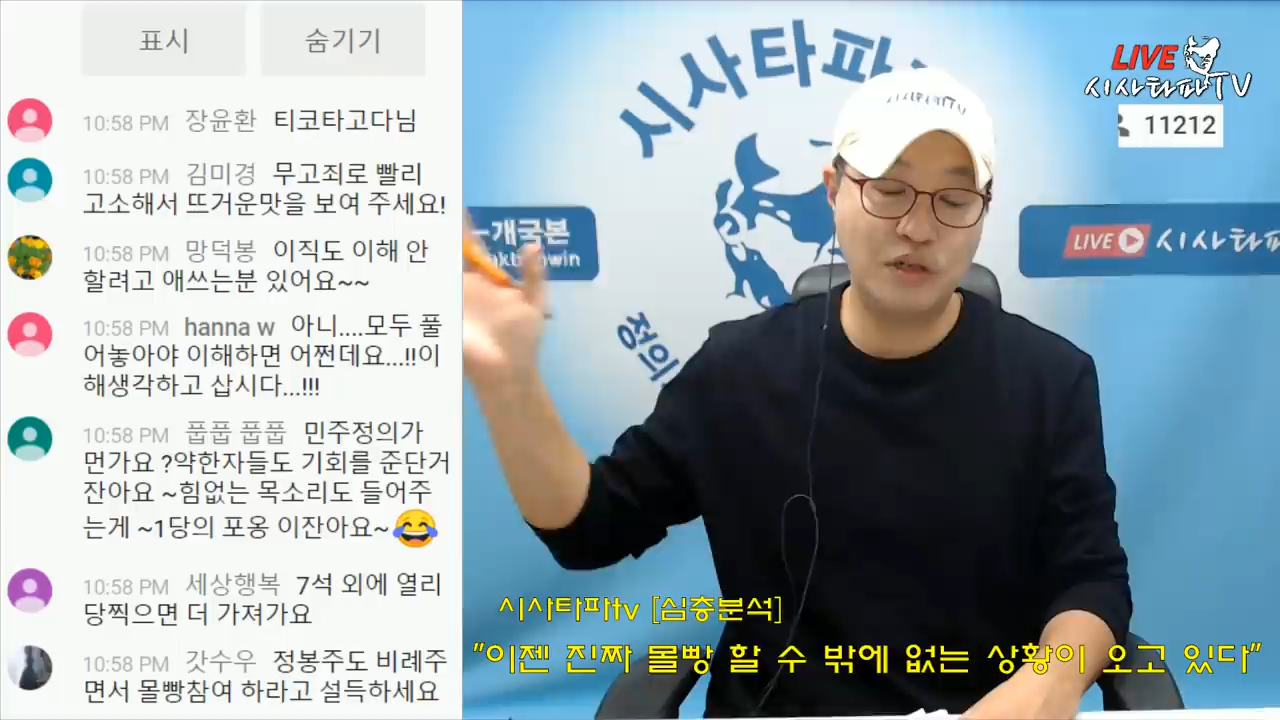 표시
숨기기
10:58 PM 장윤환 티코타고다님
10:58 PM 김미경 무고죄로 빨리
고소해서 뜨거운맛을 보여 주세요!
10:58 PM 망덕봉 이직도 이해 안
할려고 애쓰는분 있어요~~
10:58 PM hanna w 아니....모두 풀
어놓아야 이해하면 어쩐데요...!!이
해생각하고 삽시다...!!!
10:58 PM 풉풉 풉풉 민주정의가
먼가요 ?약한자들도 기회를 준단거
잔아요 ~힘없는 목소리도 들어주
는게 ~1당의 포옹 이잔아요~😂
10:58 PM 세상행복 7석 외에 열리
당찍으면 더 가져가요
10:58 PM 갓수우 정봉주도 비례주
면서 몰빵참여 하라고 설득하세요
시사타파
LIVE
시사타파TV
11212
개국본
LIVE 시사타파
정의
시사타파tv [심층분석]
"이젠 진짜 몰빵 할 수 밖에 없는 상황이 오고 있다"